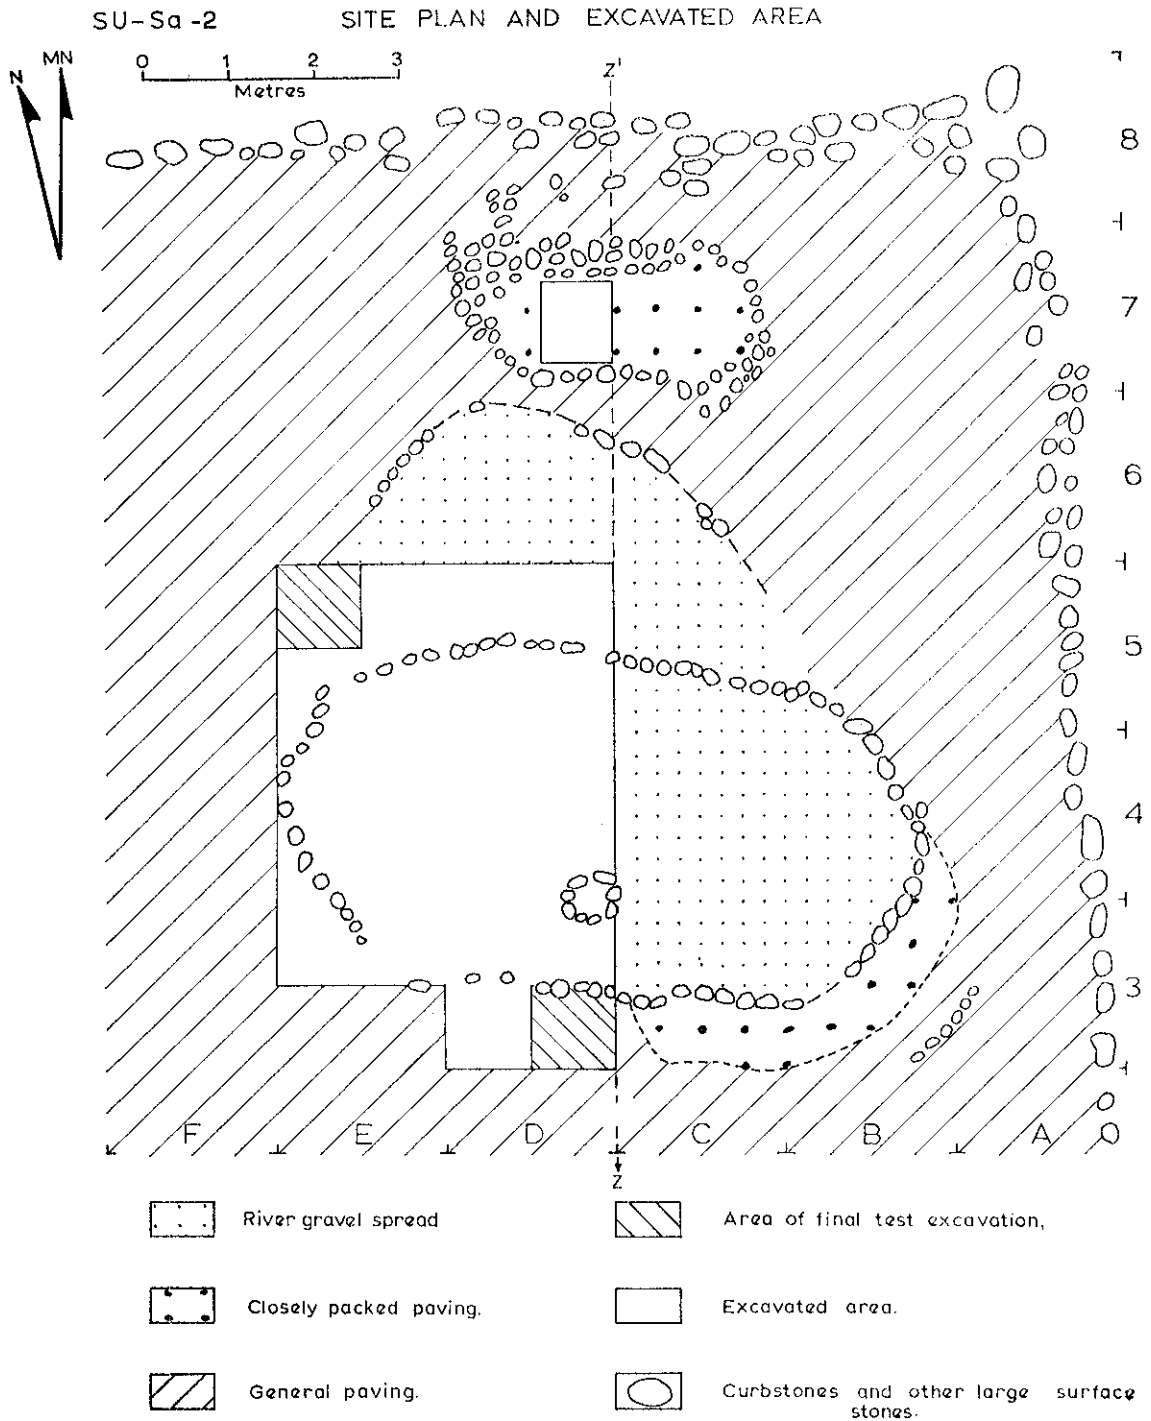 SU-Sa-2 SITE PLAN AND EXCAVATED AREA
N MN
0 1 2 3
Metres
Z'
8
7
6
5
4
3
F E D C B A
Z
River gravel spread
Area of final test excavation,
Closely packed paving.
Excavated area.
General paving.
Curbstones and other large surface
stones.